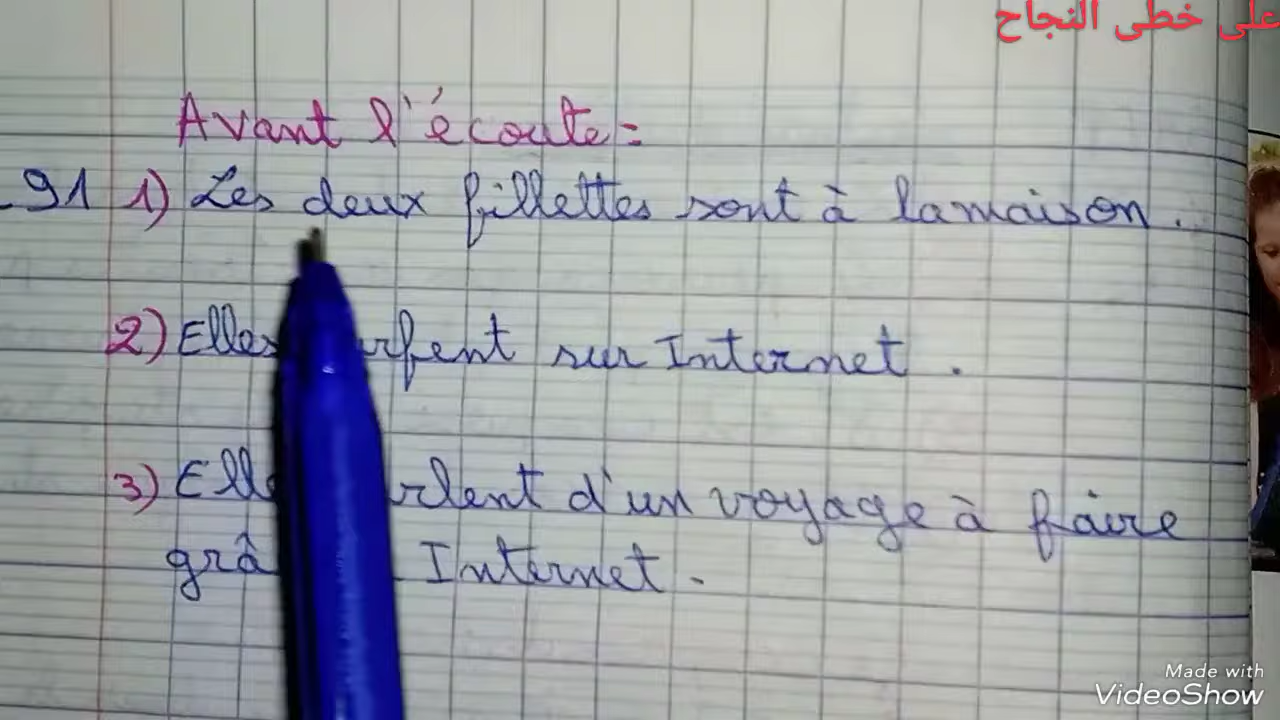 على خطى النجاح
Avant l'écoute:
91 1) Les deux fillettes sont à la maison.
2) Elles surfent sur Internet.
3) Elles parlent d'un voyage à faire
grâ Internet.
Made with
VideoShow